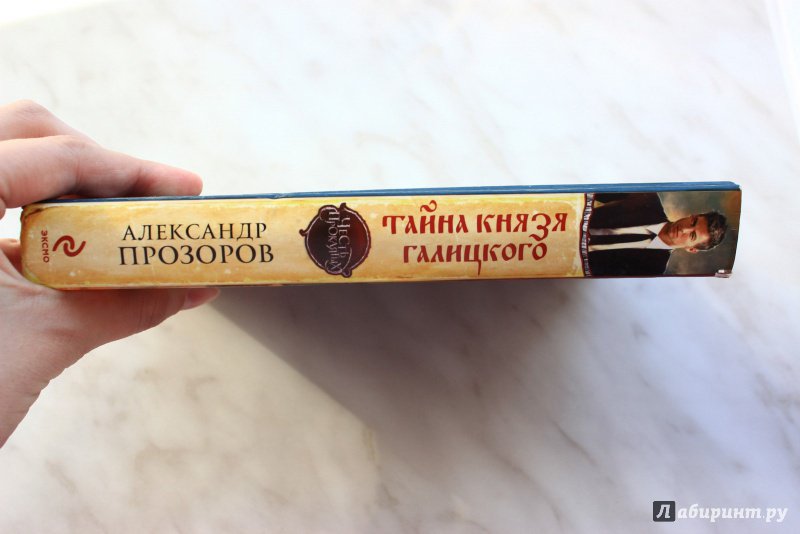 ЭКСМО
АЛЕКСАНДР
ПРОЗОРОВ
ЧЕСТЬ
ПРОКЛЯТЫХ
ТАЙНА КНЯЗЯ
ГАЛИЦКОГО
Лабиринт.ру